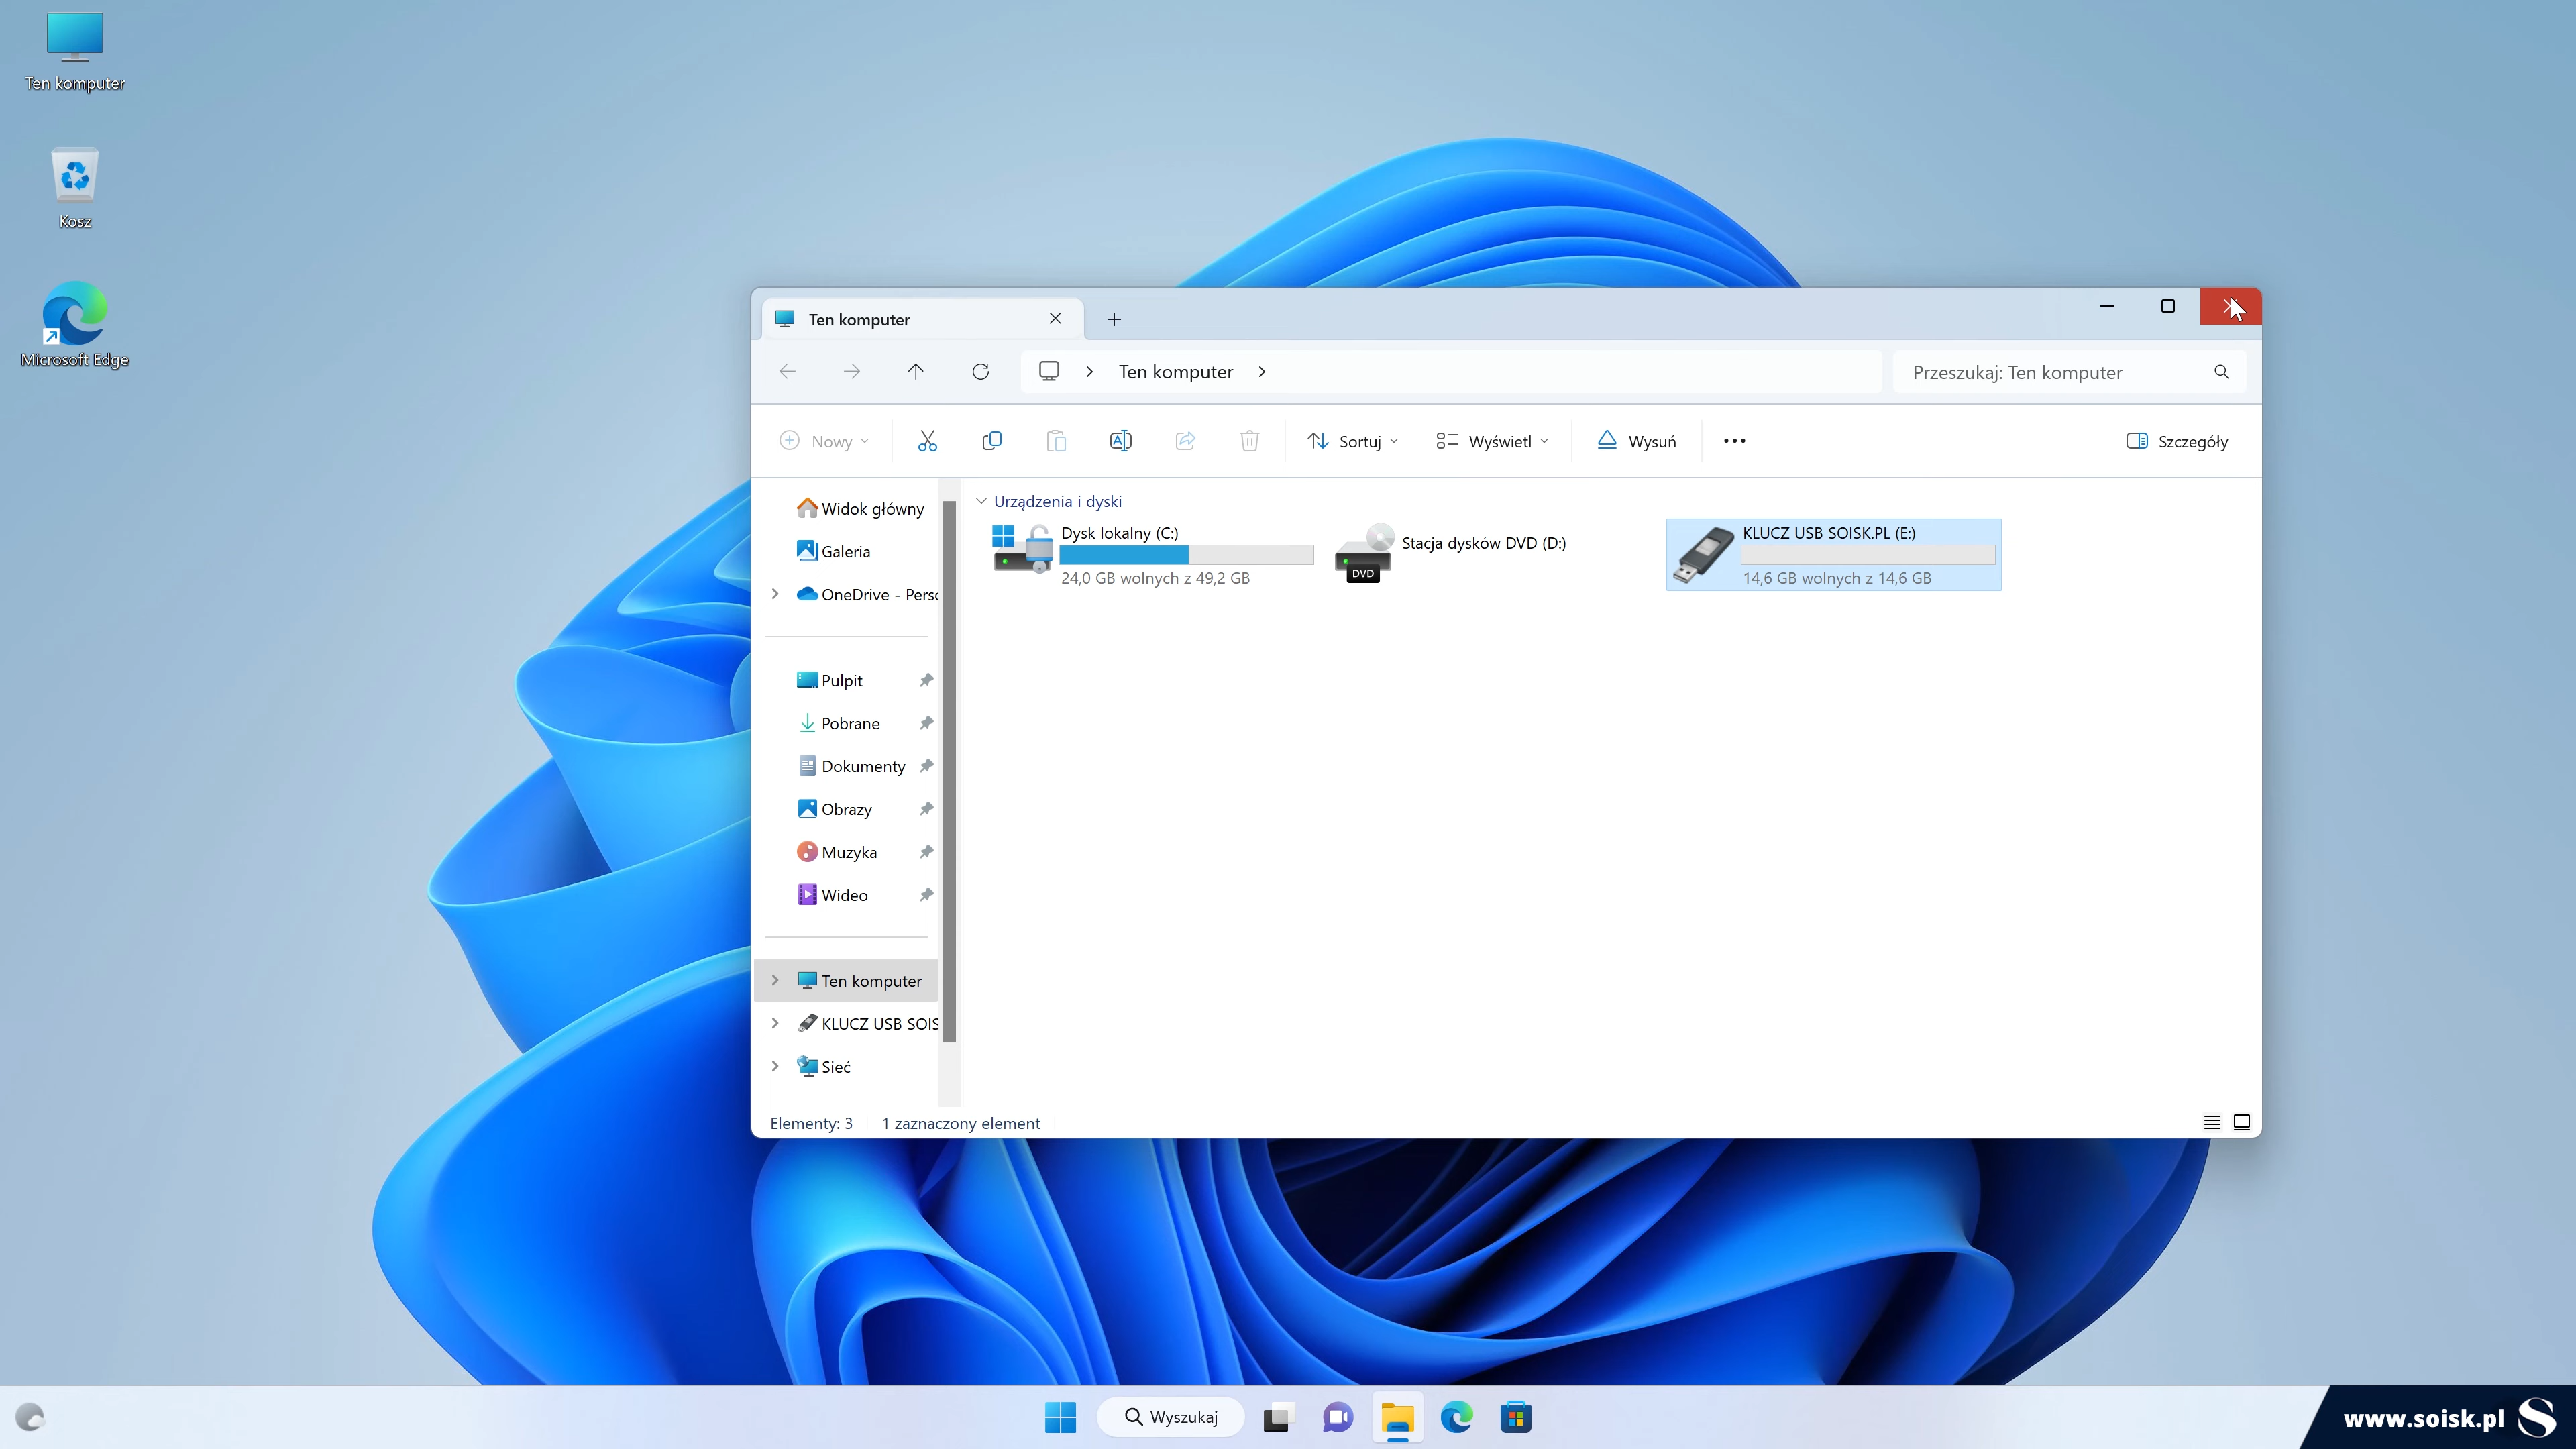 Ten komputer
Kosz
Microsoft Edge
Ten komputer
Ten komputer
Przeszukaj: Ten komputer
Nowy
Sortuj
Wyświetl
Wysuń
Szczegóły
Widok główny
Galeria
OneDrive - Perso
Pulpit
Pobrane
Dokumenty
Obrazy
Muzyka
Wideo
Ten komputer
KLUCZ USB SOIS
Sieć
Urządzenia i dyski
Dysk lokalny (C:)
24,0 GB wolnych z 49,2 GB
DVD
Stacja dysków DVD (D:)
KLUCZ USB SOISK.PL (E:)
14,6 GB wolnych z 14,6 GB
Elementy: 3 1 zaznaczony element
Wyszukaj
www.soisk.pl